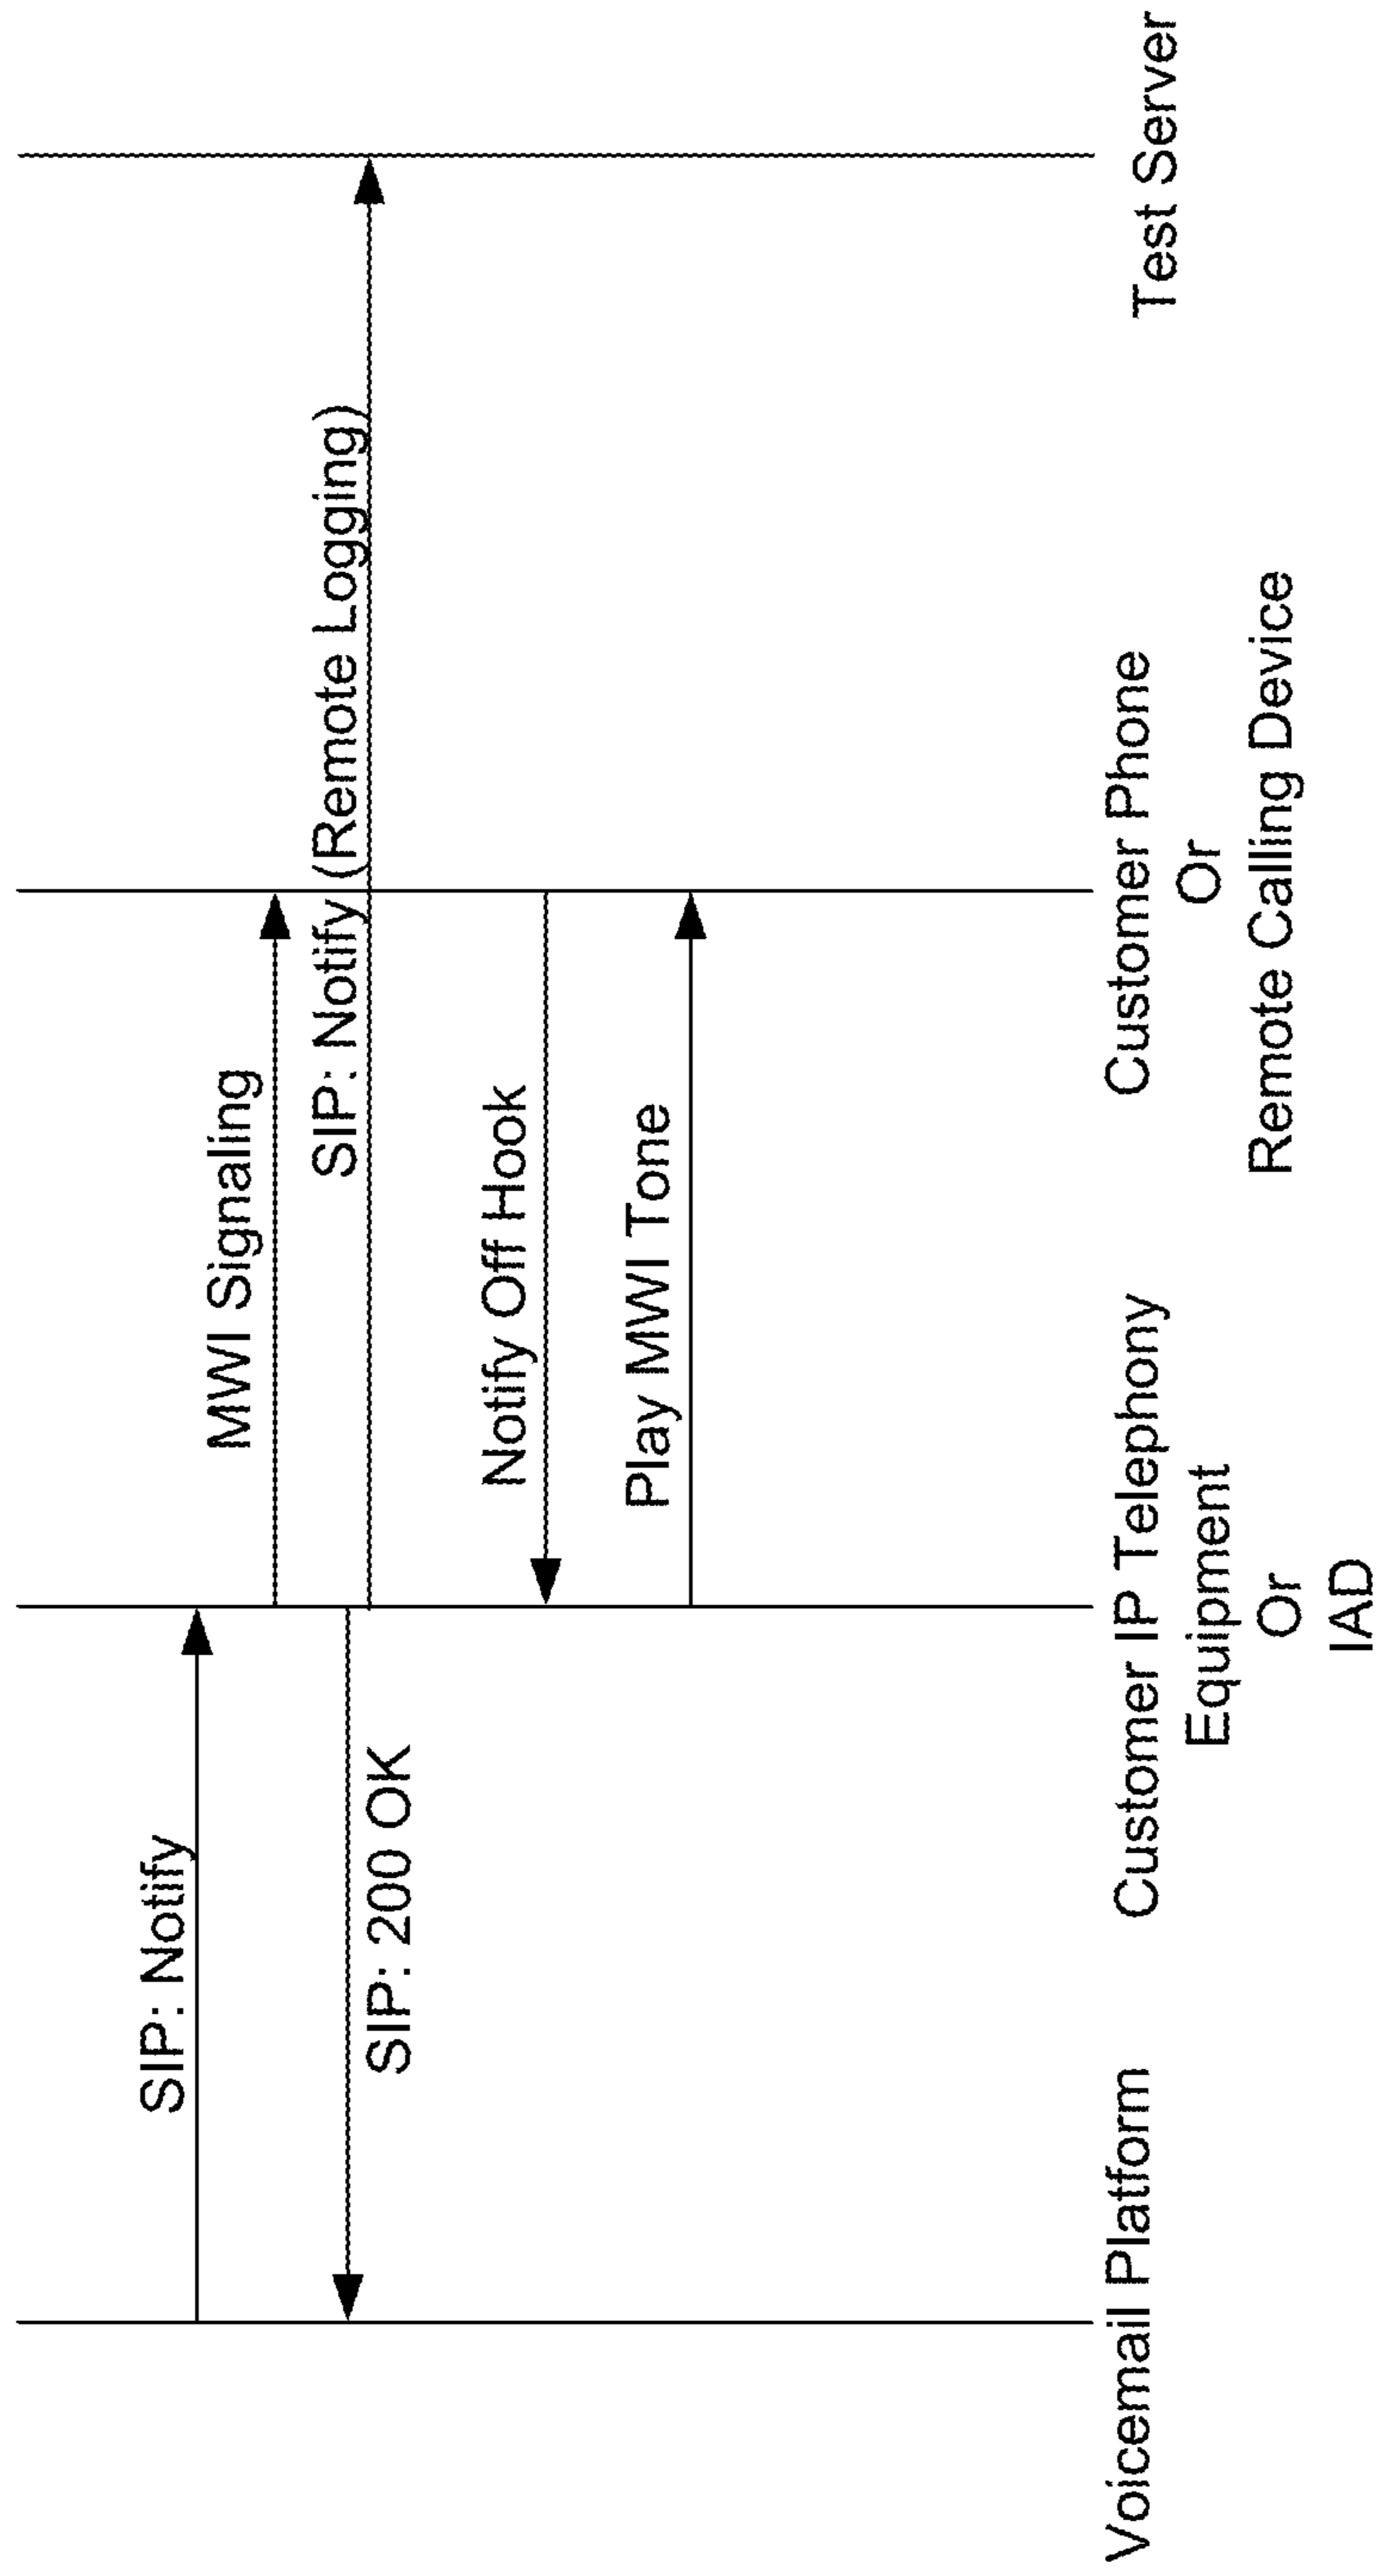 SIP: Notify
MWI Signaling
SIP: 200 OK
SIP: Notify (Remote Logging)
Notify Off Hook
Play MWI Tone
Voicemail Platform
Customer IP Telephony
Equipment
Or
IAD
Customer Phone
Or
Remote Calling Device
Test Server